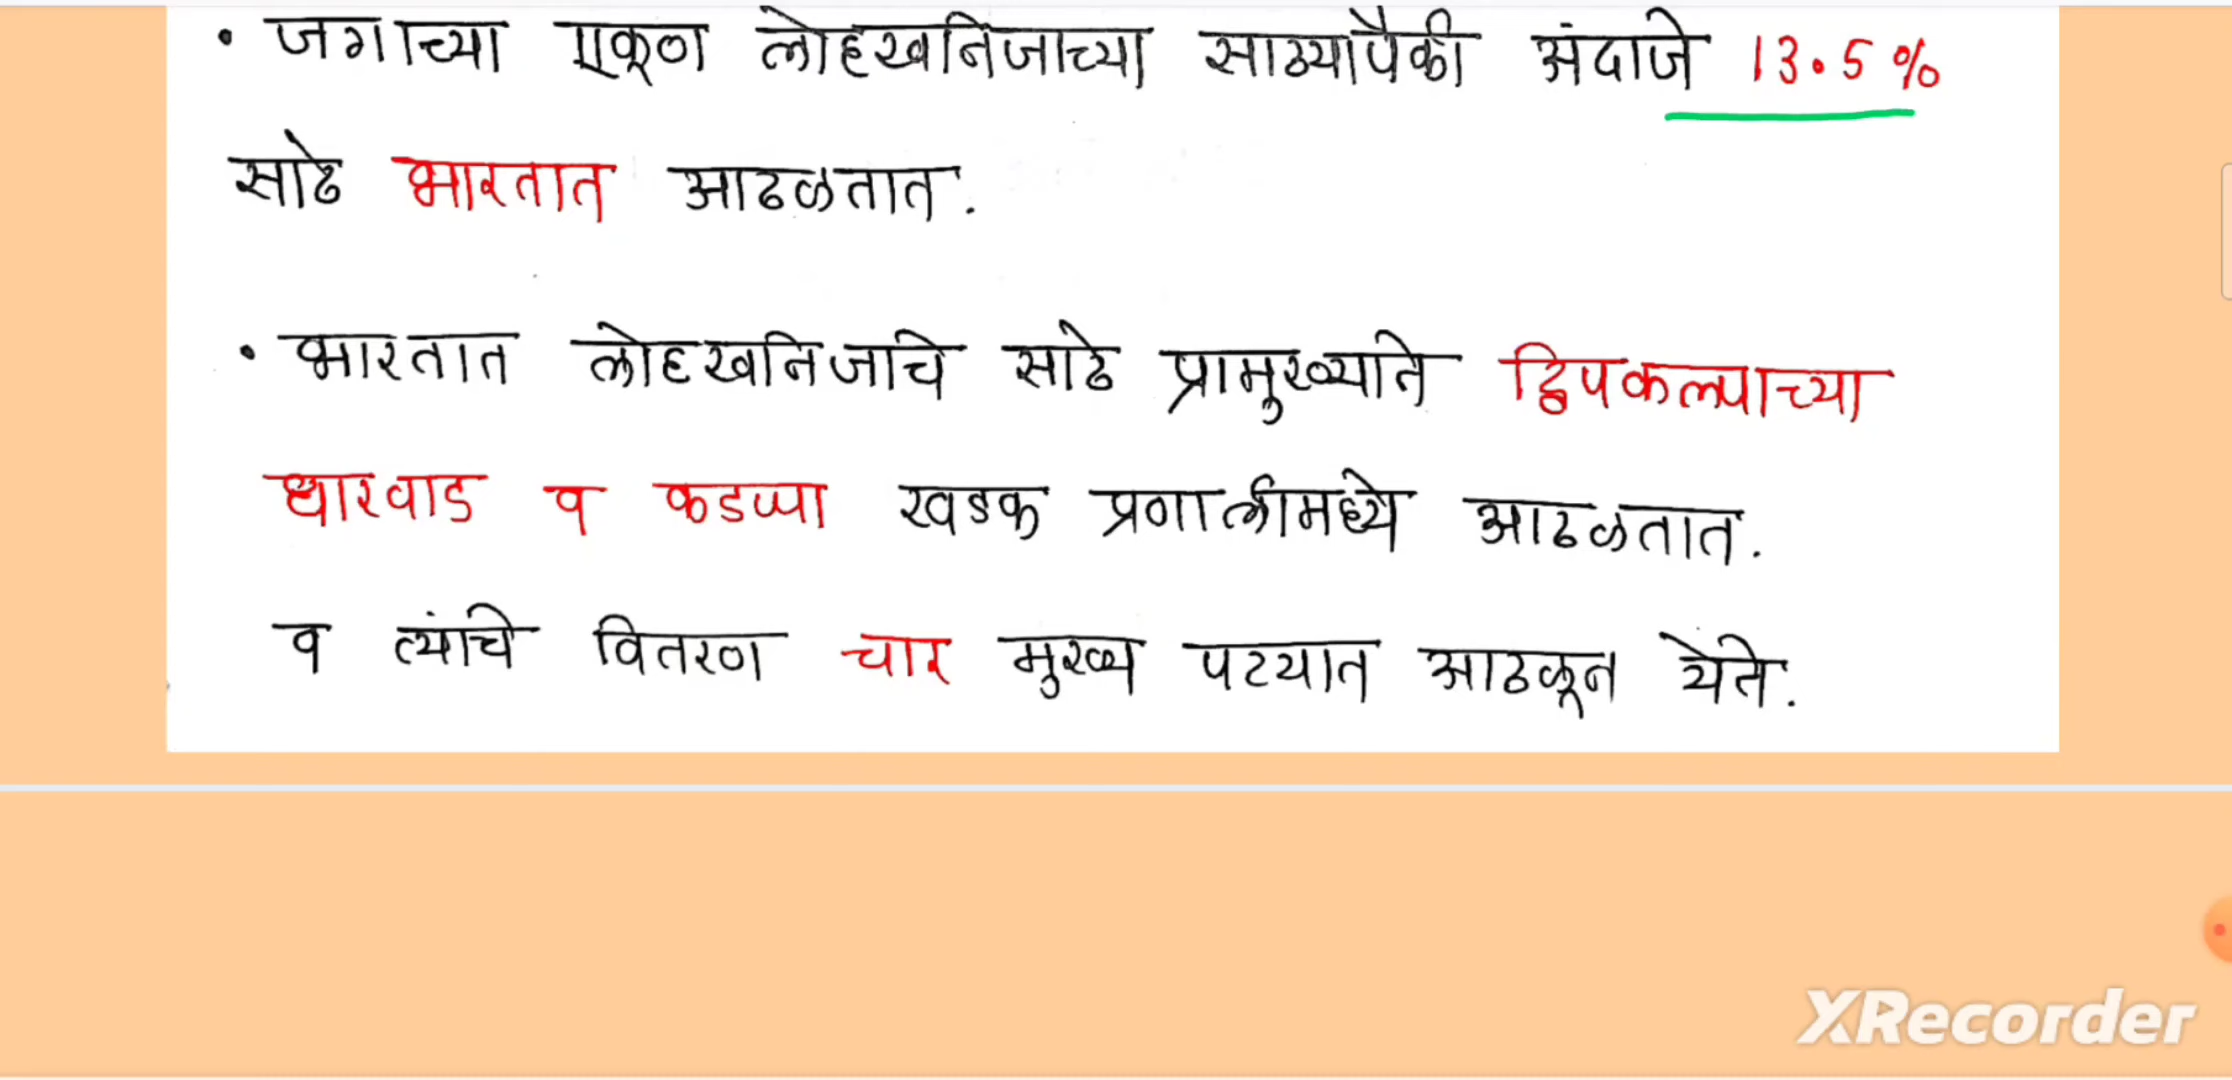 • जगाच्या एकूण लोहखनिजाच्या साठ्यापैकी अंदाजे 13.5%
साठे भारतात आढळतात.
• भारतात लोहखनिजाचे साठे प्रामुख्याने द्विपकल्पाच्या
धारवाड व कडप्पा खडक प्रणालीमध्ये आढळतात.
व त्यांचे वितरण चार मुख्य पट्यात आढळून येते.
XRecorder